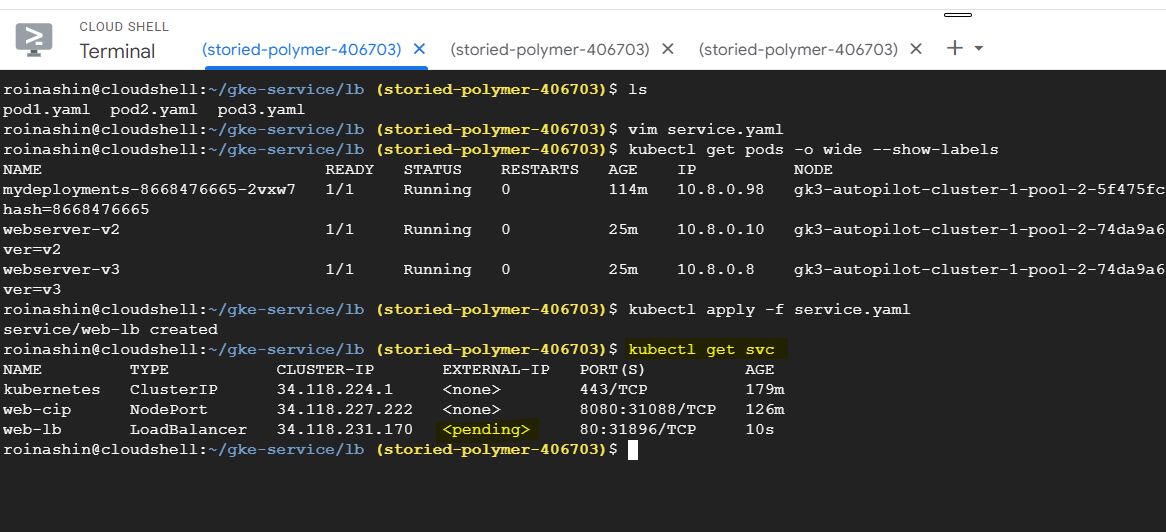 CLOUD SHELL
Terminal
(storied-polymer-406703) × (storied-polymer-406703) × (storied-polymer-406703) × +
roinashin@cloudshell:~/gke-service/lb (storied-polymer-406703)$ ls
pod1.yaml  pod2.yaml  pod3.yaml
roinashin@cloudshell:~/gke-service/lb (storied-polymer-406703)$ vim service.yaml
roinashin@cloudshell:~/gke-service/lb (storied-polymer-406703)$ kubectl get pods -o wide --show-labels
NAME                             READY   STATUS    RESTARTS   AGE    IP          NODE
mydeployments-8668476665-2vxw7   1/1     Running   0          114m   10.8.0.98   gk3-autopilot-cluster-1-pool-2-5f475fc
hash=8668476665
webserver-v2                     1/1     Running   0          25m    10.8.0.10   gk3-autopilot-cluster-1-pool-2-74da9a6
ver=v2
webserver-v3                     1/1     Running   0          25m    10.8.0.8    gk3-autopilot-cluster-1-pool-2-74da9a6
ver=v3
roinashin@cloudshell:~/gke-service/lb (storied-polymer-406703)$ kubectl apply -f service.yaml
service/web-lb created
roinashin@cloudshell:~/gke-service/lb (storied-polymer-406703)$ kubectl get svc
NAME         TYPE           CLUSTER-IP       EXTERNAL-IP   PORT(S)          AGE
kubernetes   ClusterIP      34.118.224.1     <none>        443/TCP          179m
web-cip      NodePort       34.118.227.222   <none>        8080:31088/TCP   126m
web-lb       LoadBalancer   34.118.231.170   <pending>     80:31896/TCP     10s
roinashin@cloudshell:~/gke-service/lb (storied-polymer-406703)$